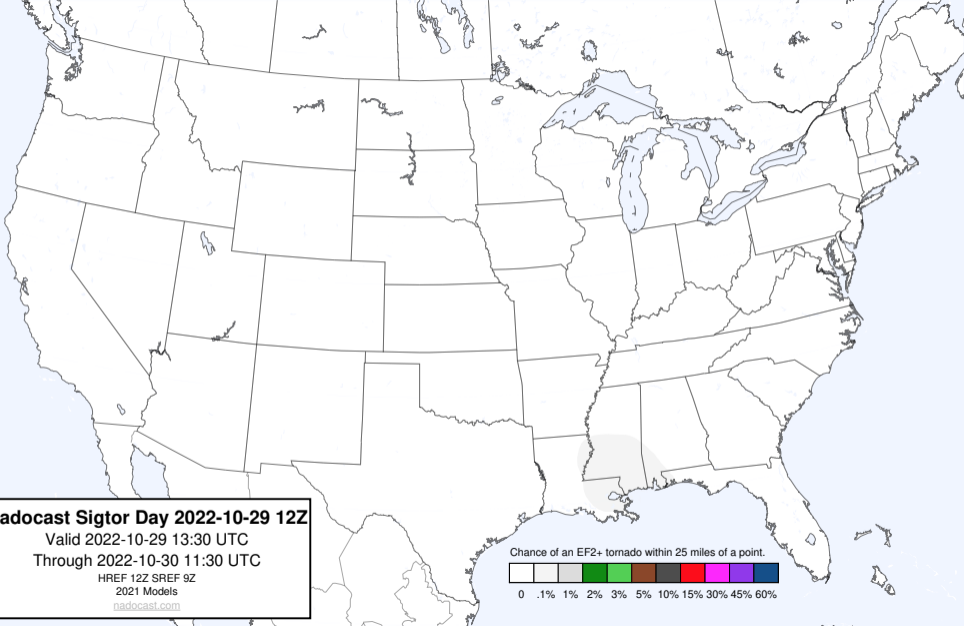 adocast Sigtor Day 2022-10-29 12Z
Valid 2022-10-29 13:30 UTC
Through 2022-10-30 11:30 UTC
HREF 12Z SREF 9Z
2021 Models
nadocast.com
Chance of an EF2+ tornado within 25 miles of a point.
0 .1% 1% 2% 3% 5% 10% 15% 30% 45% 60%